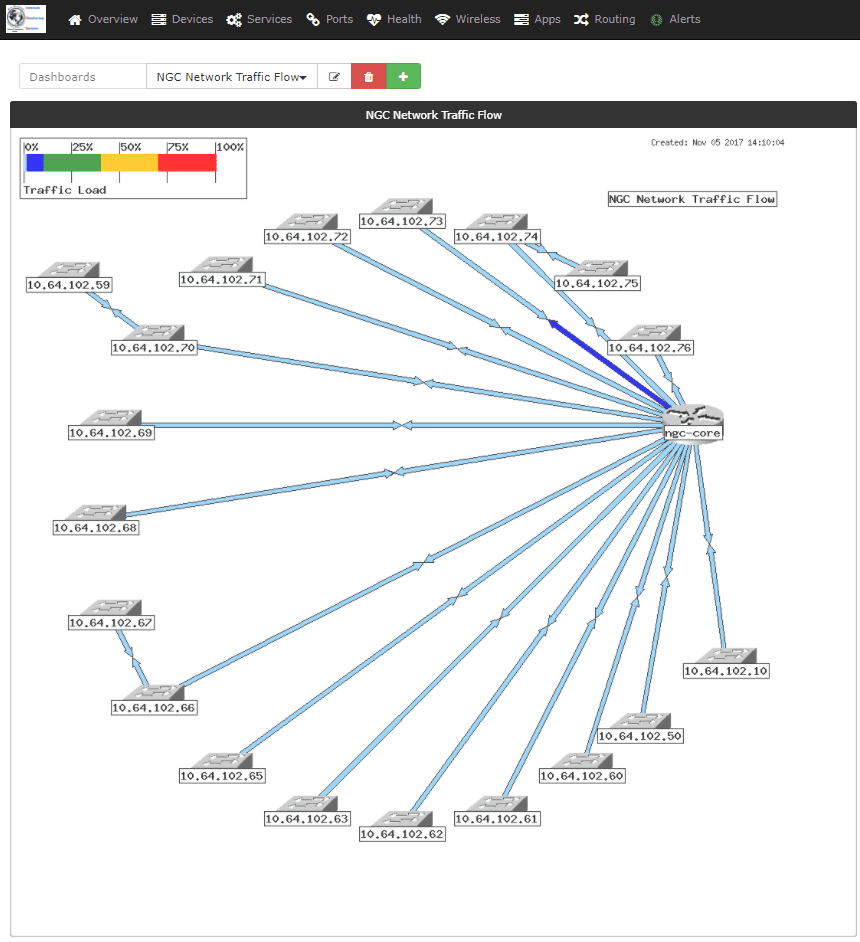 Overview Devices Services Ports Health Wireless Apps Routing Alerts
Dashboards NGC Network Traffic Flow
NGC Network Traffic Flow
0% 25% 50% 75% 100%
Traffic Load
Created: Nov 05 2017 14:10:04
NGC Network Traffic Flow
10.64.102.73
10.64.102.72
10.64.102.74
10.64.102.71
10.64.102.59
10.64.102.75
10.64.102.70
10.64.102.76
10.64.102.69
ngc-core
10.64.102.68
10.64.102.67
10.64.102.10
10.64.102.66
10.64.102.50
10.64.102.65
10.64.102.60
10.64.102.63
10.64.102.61
10.64.102.62